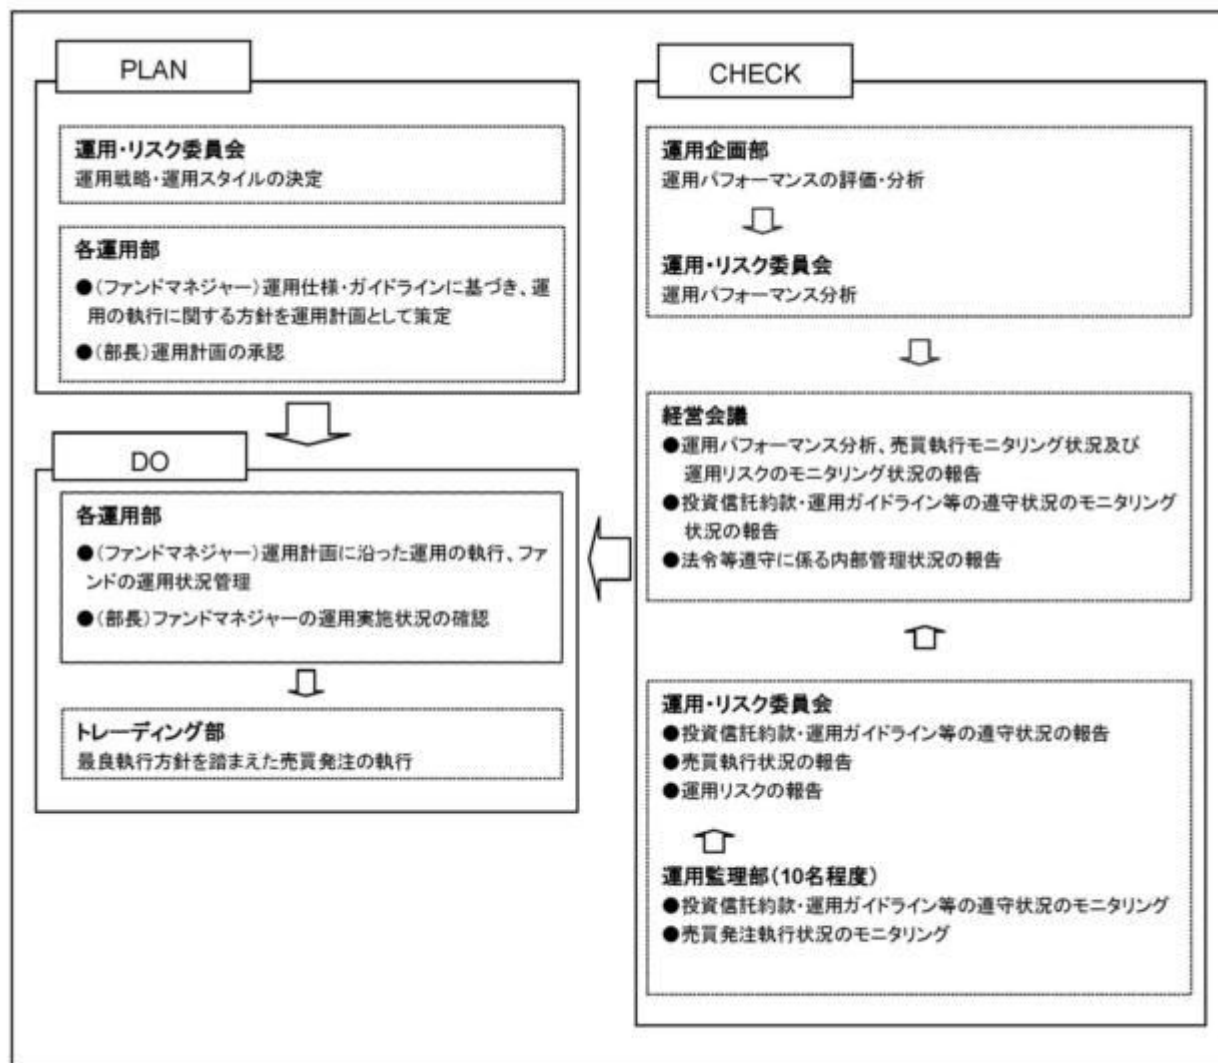 PLAN
運用・リスク委員会
運用戦略・運用スタイルの決定
各運用部
●(ファンドマネジャー)運用仕様・ガイドラインに基づき、運
用の執行に関する方針を運用計画として策定
●(部長)運用計画の承認
DO
各運用部
●(ファンドマネジャー)運用計画に沿った運用の執行、ファ
ンドの運用状況管理
●(部長)ファンドマネジャーの運用実施状況の確認
トレーディング部
最良執行方針を踏まえた売買発注の執行
CHECK
運用企画部
運用パフォーマンスの評価・分析
運用・リスク委員会
運用パフォーマンス分析
経営会議
●運用パフォーマンス分析、売買執行モニタリング状況及び
運用リスクのモニタリング状況の報告
●投資信託約款・運用ガイドライン等の遵守状況のモニタリング
状況の報告
●法令等遵守に係る内部管理状況の報告
運用・リスク委員会
●投資信託約款・運用ガイドライン等の遵守状況の報告
●売買執行状況の報告
●運用リスクの報告
運用監理部(10名程度)
●投資信託約款・運用ガイドライン等の遵守状況のモニタリング
●売買発注執行状況のモニタリング